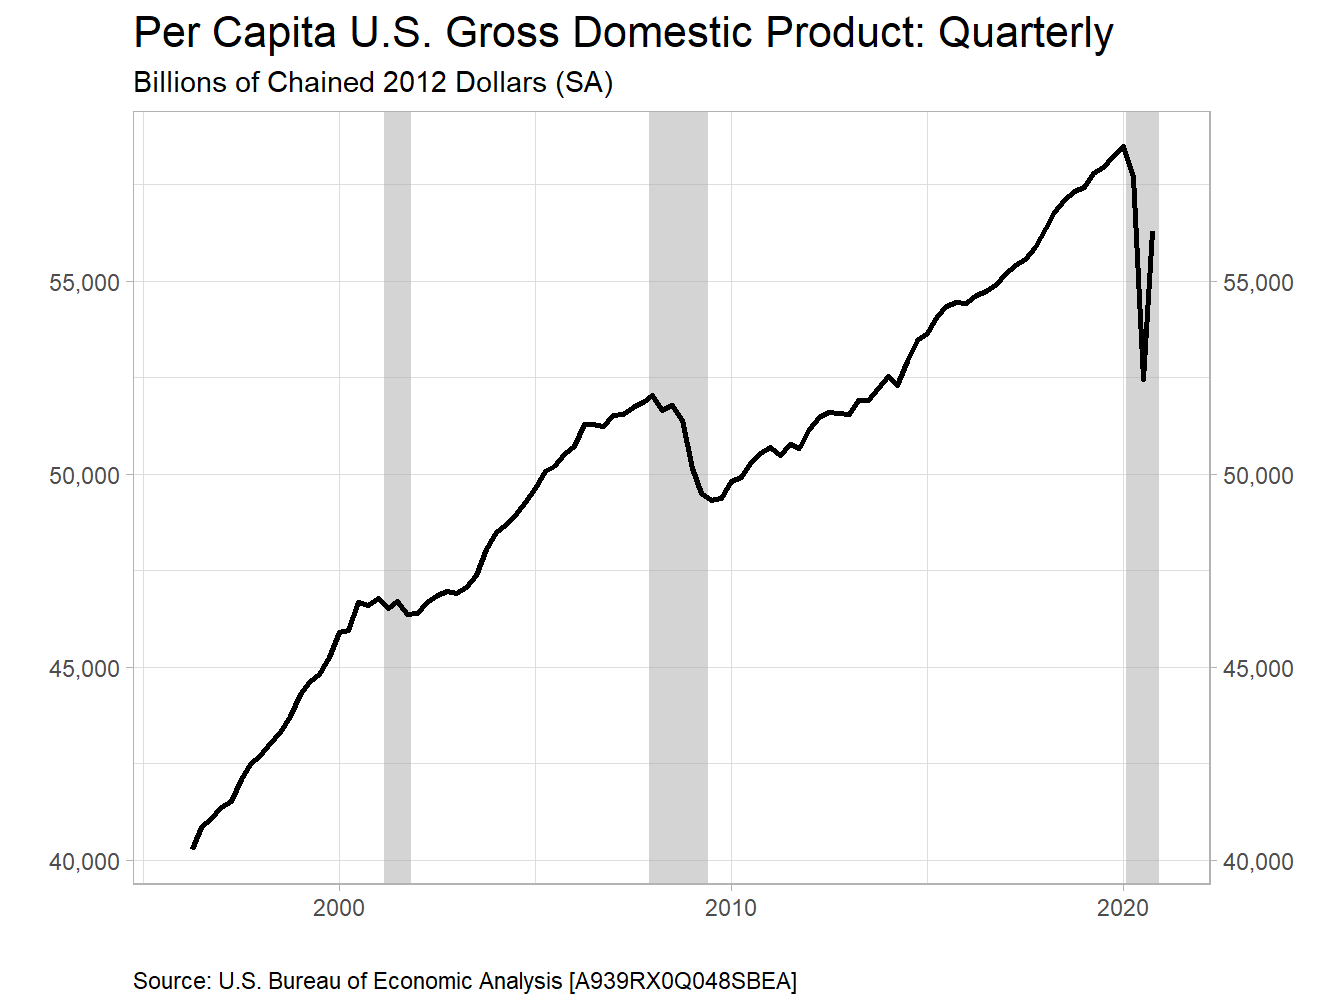 Per Capita U.S. Gross Domestic Product: Quarterly
Billions of Chained 2012 Dollars (SA)
55,000 55,000
50,000 50,000
45,000 45,000
40,000 40,000
2000 2010 2020
Source: U.S. Bureau of Economic Analysis [A939RX0Q048SBEA]